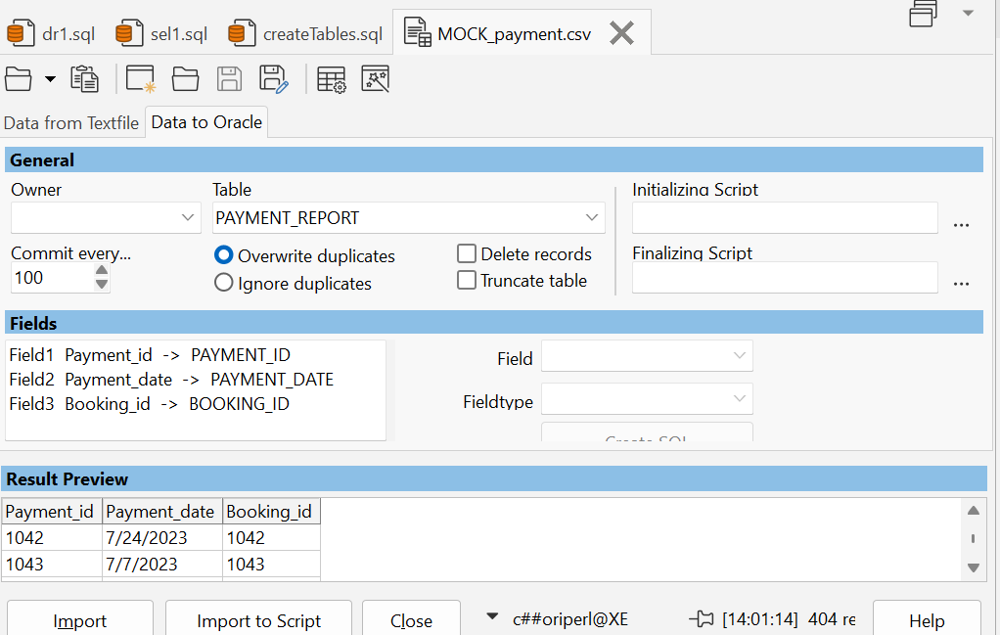 dr1.sql sel1.sql createTables.sql MOCK_payment.csv
Data from Textfile Data to Oracle
General
Owner Table Initializing Script
PAYMENT_REPORT
...
Commit every... Overwrite duplicates Delete records Finalizing Script
100 Ignore duplicates Truncate table
...
Fields
Field1 Payment_id -> PAYMENT_ID Field
Field2 Payment_date -> PAYMENT_DATE
Field3 Booking_id -> BOOKING_ID Fieldtype
Create SQL
Result Preview
Payment_id Payment_date Booking_id
1042 7/24/2023 1042
1043 7/7/2023 1043
Import Import to Script Close c##oriperl@XE [14:01:14] 404 re Help